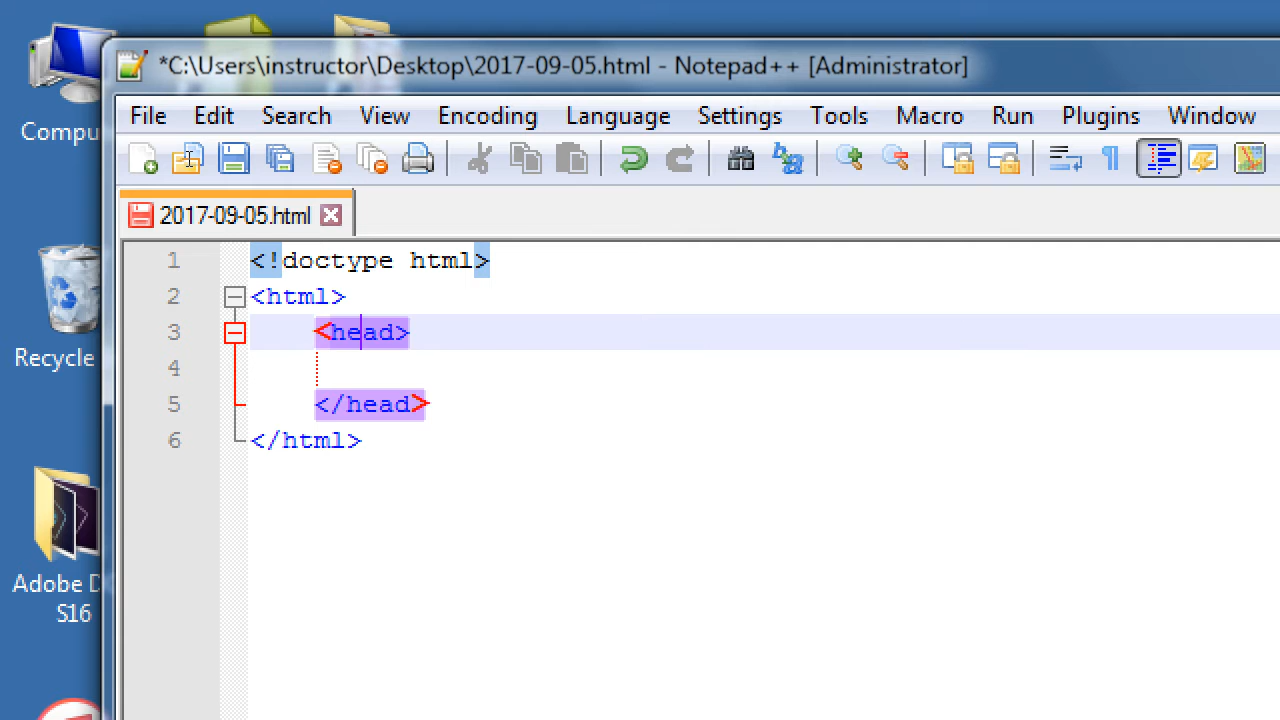 *C:\Users\instructor\Desktop\2017-09-05.html - Notepad++ [Administrator]
File Edit Search View Encoding Language Settings Tools Macro Run Plugins Window
2017-09-05.html
1 <!doctype html>
2 <html>
3 <head>
4
5 </head>
6 </html>
Compu
Recycle
Adobe D
S16